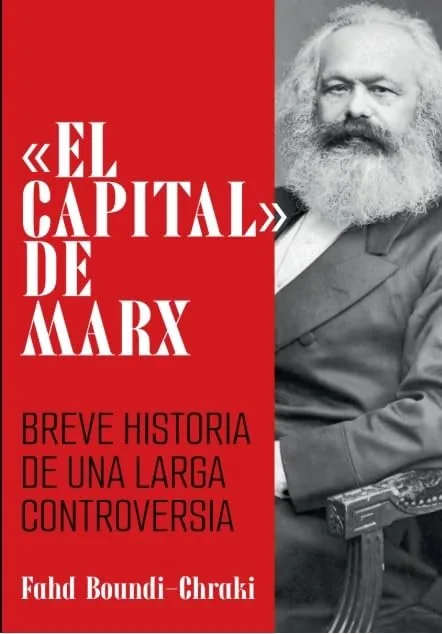 «EL
CAPITAL»
DE
MARX
BREVE HISTORIA
DE UNA LARGA
CONTROVERSIA
Fahd Boundi-Chraki